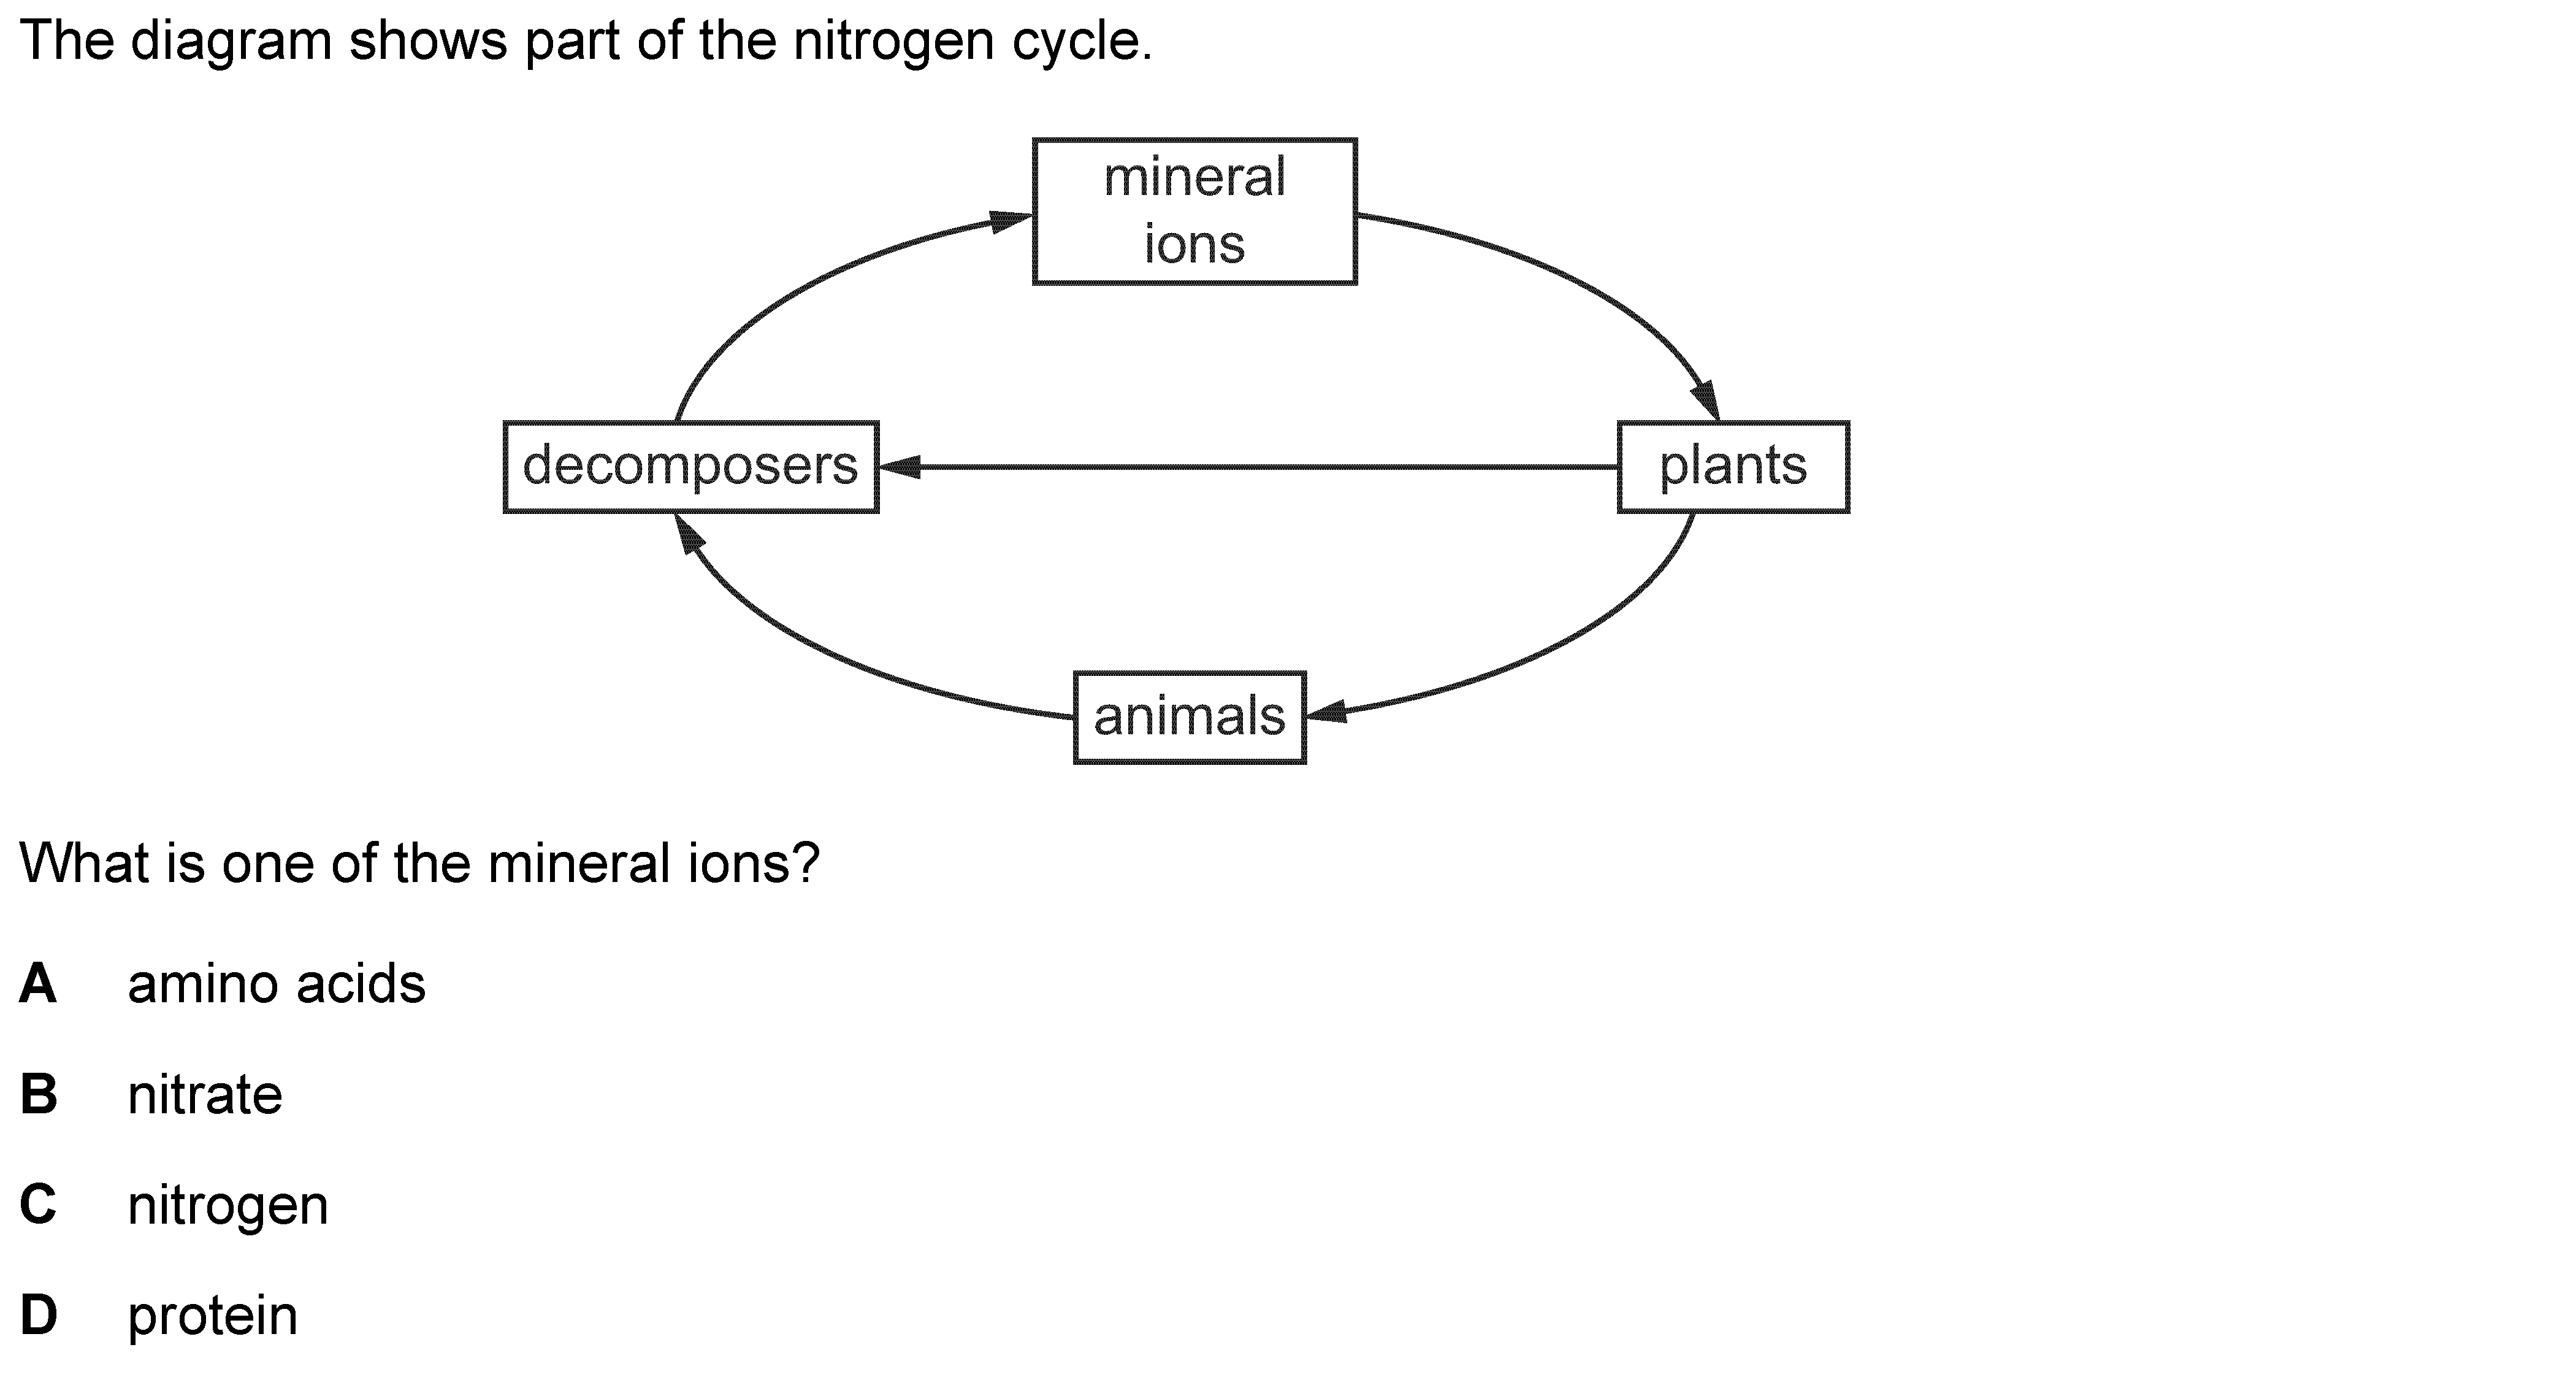 The diagram shows part of the nitrogen cycle.
mineral
ions
decomposers
plants
animals
What is one of the mineral ions?
A amino acids
B nitrate
C nitrogen
D protein